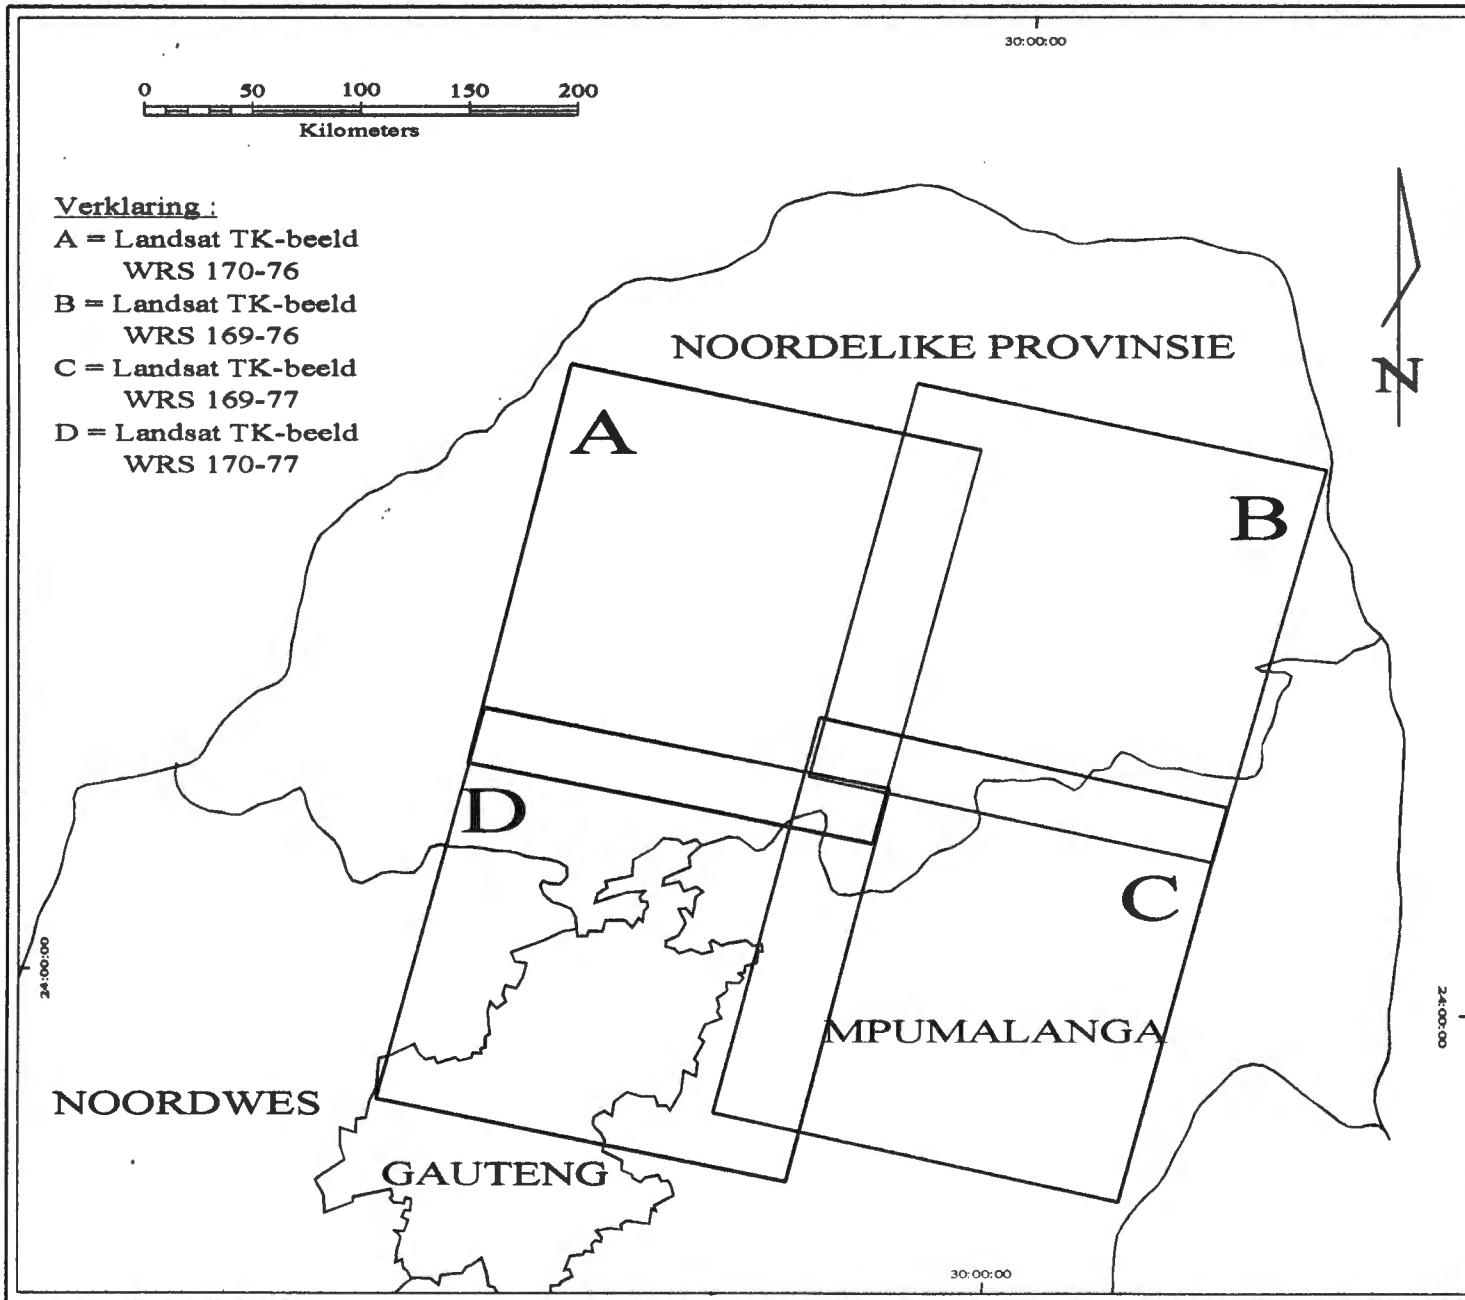 30:00:00
0 50 100 150 200
Kilometers
Verklaring :
A = Landsat TK-beeld
WRS 170-76
B = Landsat TK-beeld
WRS 169-76
C = Landsat TK-beeld
WRS 169-77
D = Landsat TK-beeld
WRS 170-77
NOORDELIKE PROVINSIE
N
A
B
D
C
24:00:00
24:00:00
MPUMALANGA
NOORDWES
GAUTENG
30:00:00